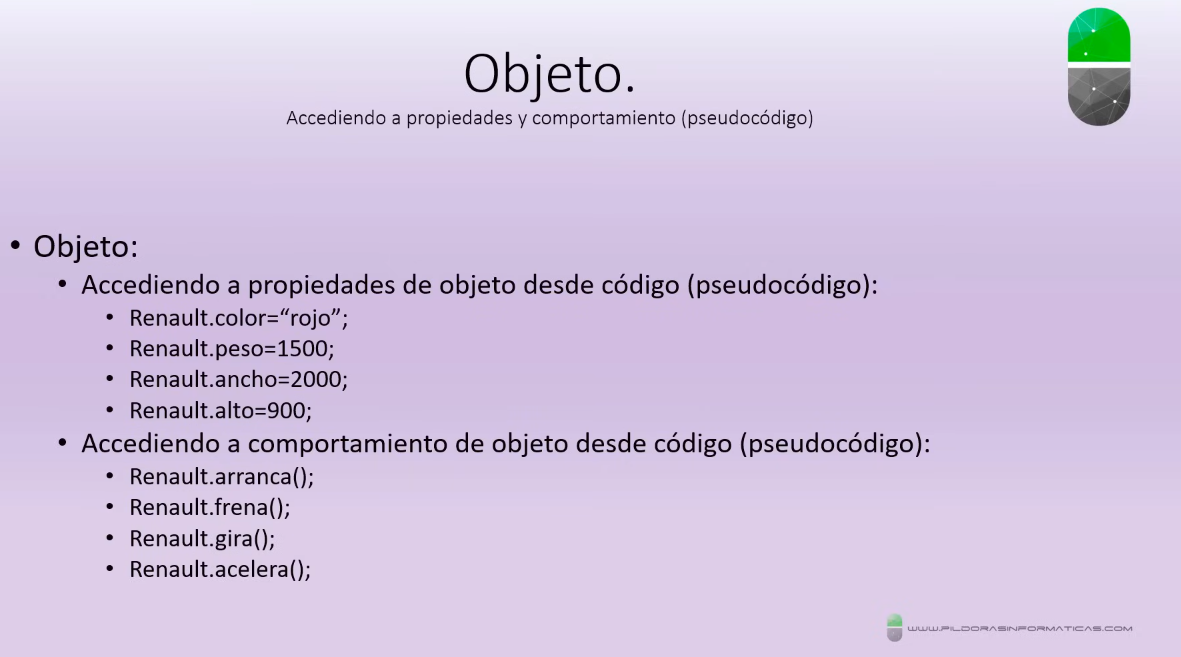 Objeto.
Accediendo a propiedades y comportamiento (pseudocódigo)
• Objeto:
• Accediendo a propiedades de objeto desde código (pseudocódigo):
• Renault.color=“rojo”;
• Renault.peso=1500;
• Renault.ancho=2000;
• Renault.alto=900;
• Accediendo a comportamiento de objeto desde código (pseudocódigo):
• Renault.arranca();
• Renault.frena();
• Renault.gira();
• Renault.acelera();
WWW.PILDORASINFORMATICAS.COM